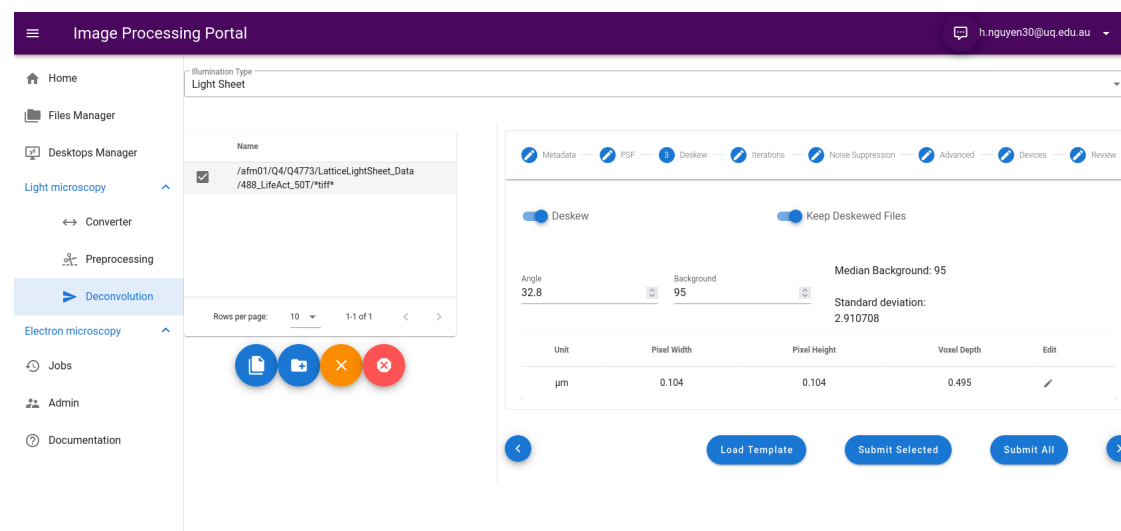 Image Processing Portal
h.nguyen30@uq.edu.au
Home
Files Manager
Desktops Manager
Light microscopy
Converter
Preprocessing
Deconvolution
Electron microscopy
Jobs
Admin
Documentation
Illumination Type
Light Sheet
Name
/afm01/Q4/Q4773/LatticeLightSheet_Data
/488_LifeAct_50T/*tiff*
Rows per page: 10 1-1 of 1
Metadata PSF 3 Deskew Iterations Noise Suppression Advanced Devices Review
Deskew Keep Deskewed Files
Angle
32.8
Background
95
Median Background: 95
Standard deviation:
2.910708
Unit Pixel Width Pixel Height Voxel Depth Edit
μm 0.104 0.104 0.495
Load Template Submit Selected Submit All